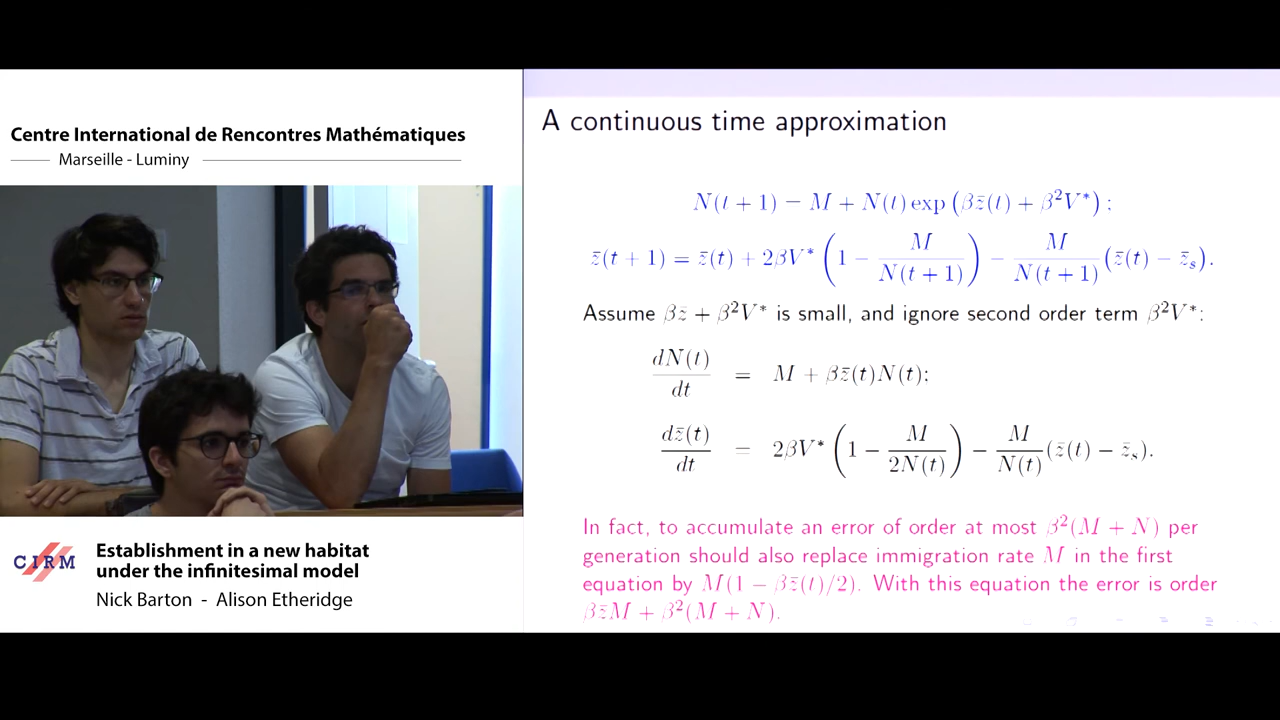 Centre International de Rencontres Mathématiques
Marseille - Luminy
CIRM
Establishment in a new habitat
under the infinitesimal model
Nick Barton - Alison Etheridge
A continuous time approximation
N(t + 1) = M + N(t) exp (βz̄(t) + β²V*) ;
z̄(t + 1) = z̄(t) + 2βV* (1 − M/N(t + 1)) − M/N(t + 1) (z̄(t) − z̄ₛ).
Assume βz̄ + β²V* is small, and ignore second order term β²V*:
dN(t)/dt = M + βz̄(t)N(t);
dz̄(t)/dt = 2βV* (1 − M/2N(t)) − M/N(t) (z̄(t) − z̄ₛ).
In fact, to accumulate an error of order at most β²(M + N) per
generation should also replace immigration rate M in the first
equation by M(1 − βz̄(t)/2). With this equation the error is order
βz̄M + β²(M + N).